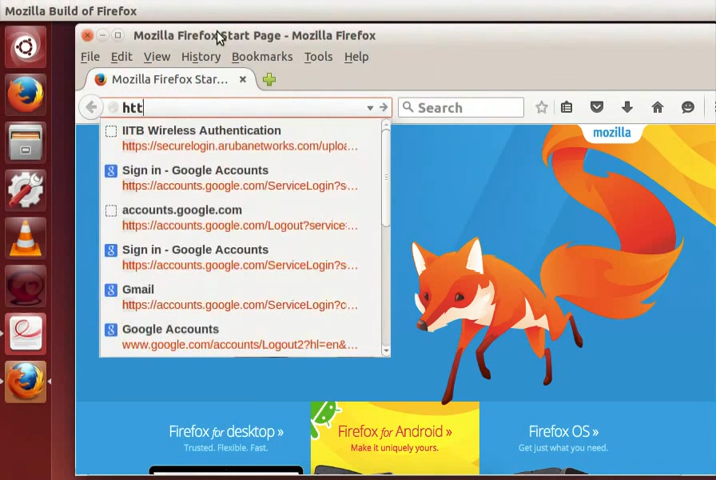 Mozilla Build of Firefox
Mozilla Firefox Start Page - Mozilla Firefox
File Edit View History Bookmarks Tools Help
Mozilla Firefox Star...
htt
Search
IITB Wireless Authentication
https://securelogin.arubanetworks.com/uploa...
Sign in - Google Accounts
https://accounts.google.com/ServiceLogin?s...
accounts.google.com
https://accounts.google.com/Logout?service...
Sign in - Google Accounts
https://accounts.google.com/ServiceLogin?s...
Gmail
https://accounts.google.com/ServiceLogin?c...
Google Accounts
www.google.com/accounts/Logout2?hl=en&...
mozilla
Firefox for desktop »
Trusted. Flexible. Fast.
Firefox for Android »
Make it uniquely yours.
Firefox OS »
Get just what you need.